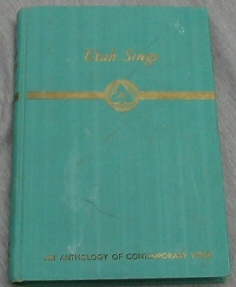 Utah Sings
AN ANTHOLOGY OF CONTEMPORARY VERSE